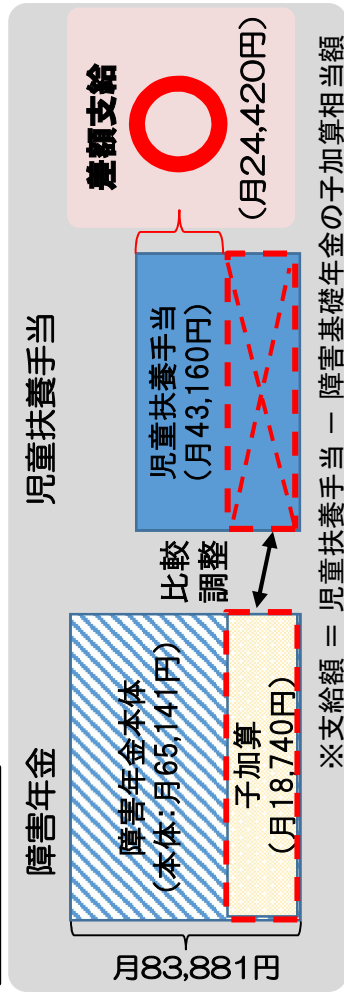 障害年金
月83,881円
障害年金本体
(本体:月65,141円)
子加算
(月18,740円)
比較
調整
児童扶養手当
児童扶養手当
(月43,160円)
差額支給
(月24,420円)
※支給額 = 児童扶養手当 − 障害基礎年金の子加算相当額